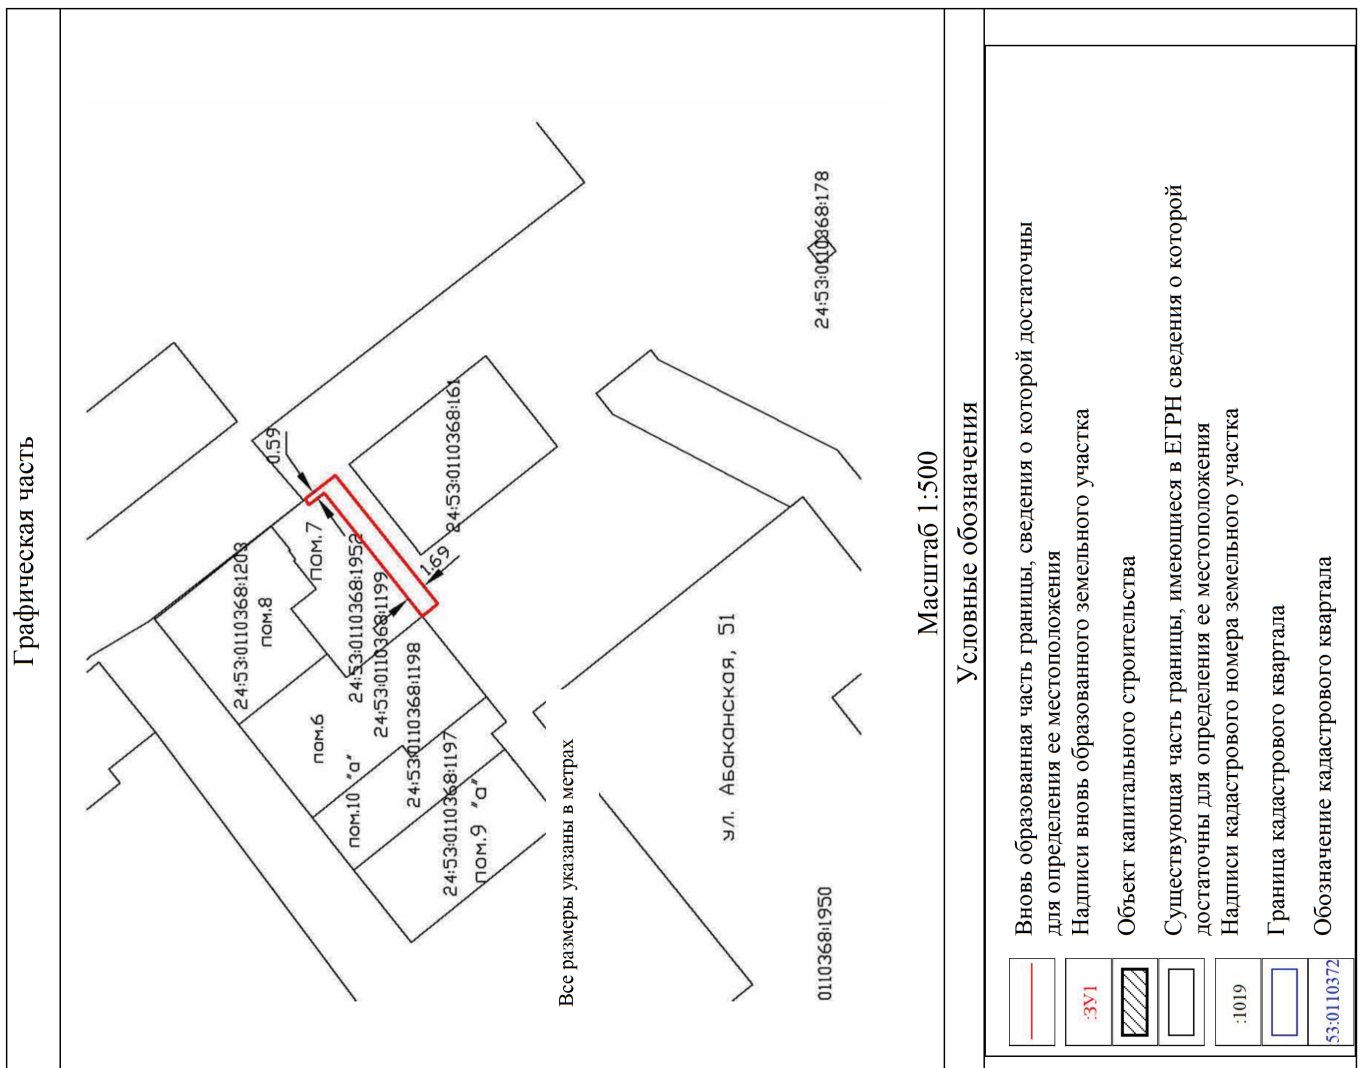 Графическая часть
24:53:0110368:1203
пом.8
0.59
пом.7
пом.6
24:53:0110368:1952
24:53:0110368:1199
пом.10 "а"
24:53:0110368:1198
1.69
24:53:0110368:161
24:53:0110368:1197
пом.9 "а"
Все размеры указаны в метрах
ул. Абаканская, 51
24:53:0110368:178
0110368:1950
Масштаб 1:500
Условные обозначения
Вновь образованная часть границы, сведения о которой достаточны
для определения ее местоположения
:ЗУ1 Надписи вновь образованного земельного участка
Объект капитального строительства
Существующая часть границы, имеющиеся в ЕГРН сведения о которой
достаточны для определения ее местоположения
:1019 Надписи кадастрового номера земельного участка
Граница кадастрового квартала
53:0110372 Обозначение кадастрового квартала